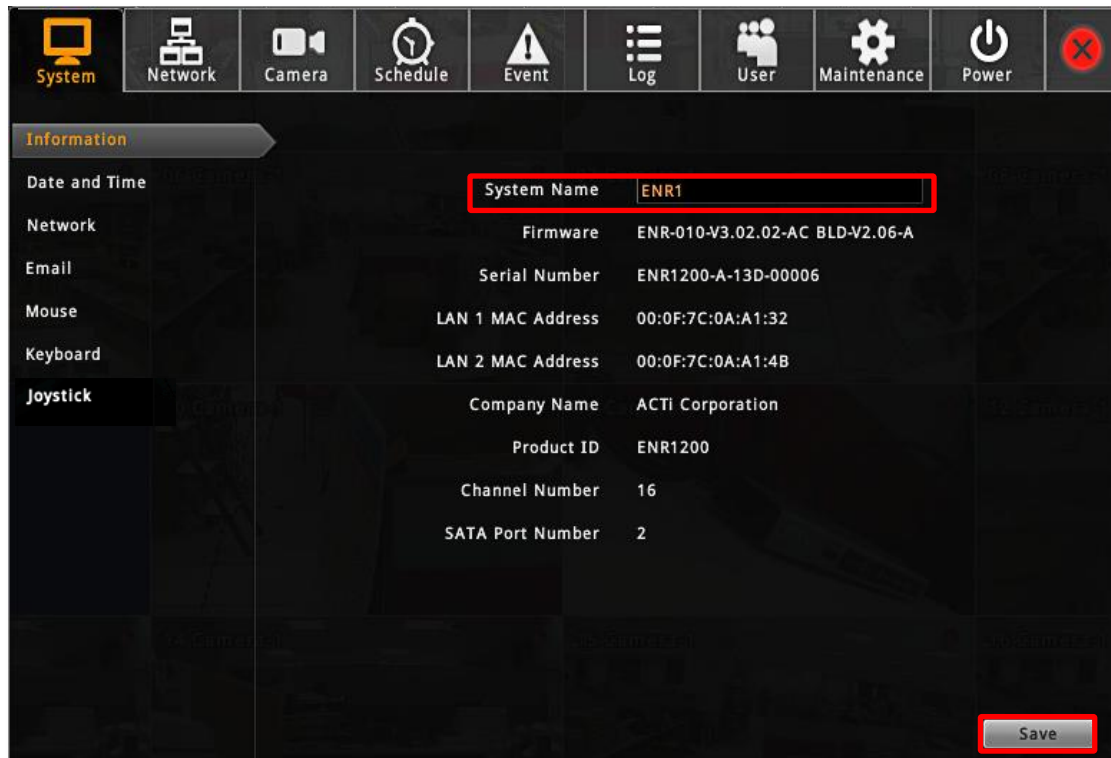 System Network Camera Schedule Event Log User Maintenance Power
Information
Date and Time
System Name ENR1
Network
Firmware ENR-010-V3.02.02-AC BLD-V2.06-A
Email
Serial Number ENR1200-A-13D-00006
Mouse
LAN 1 MAC Address 00:0F:7C:0A:A1:32
Keyboard
LAN 2 MAC Address 00:0F:7C:0A:A1:4B
Joystick
Company Name ACTi Corporation
Product ID ENR1200
Channel Number 16
SATA Port Number 2
Save